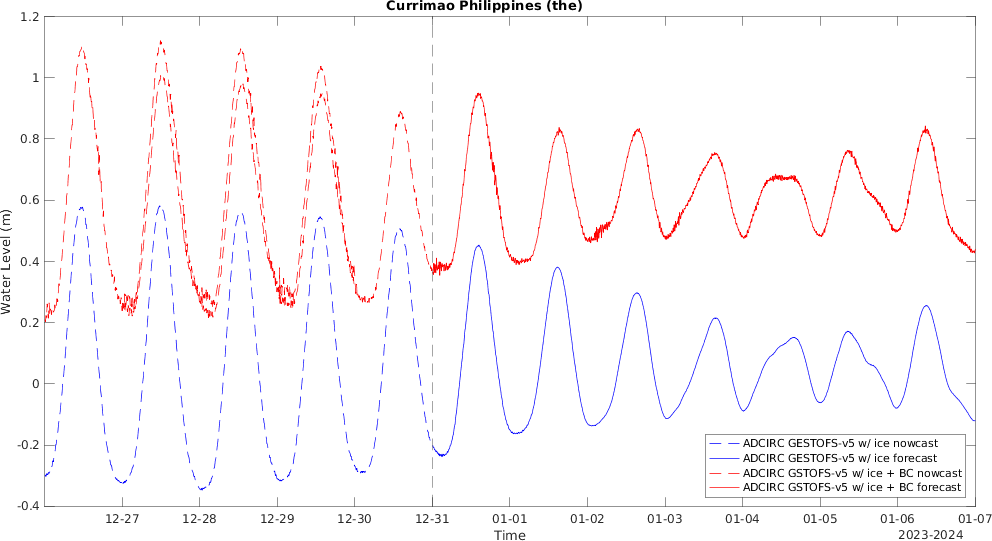 Currimao Philippines (the)
1.2
1
0.8
0.6
0.4
0.2
0
-0.2
-0.4
Water Level (m)
12-27 12-28 12-29 12-30 12-31 01-01 01-02 01-03 01-04 01-05 01-06 01-07
Time
2023-2024
ADCIRC GESTOFS-v5 w/ ice nowcast
ADCIRC GESTOFS-v5 w/ ice forecast
ADCIRC GSTOFS-v5 w/ ice + BC nowcast
ADCIRC GSTOFS-v5 w/ ice + BC forecast